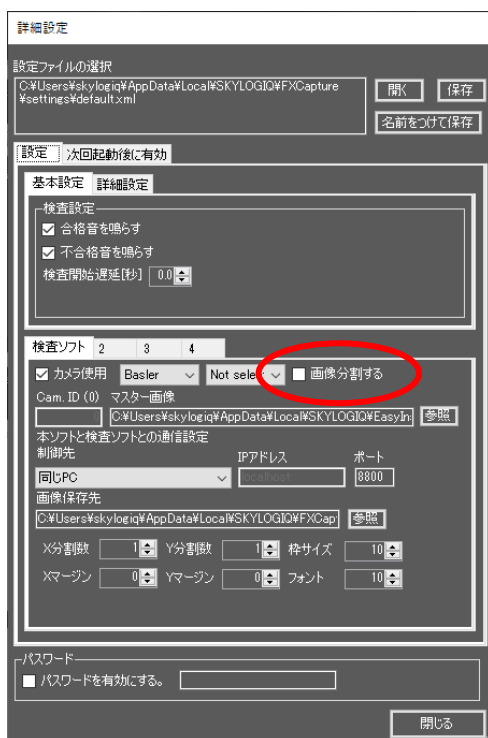 詳細設定
設定ファイルの選択
C:¥Users¥skylogiq¥AppData¥Local¥SKYLOGIQ¥FXCapture
¥settings¥default.xml
開く 保存
名前をつけて保存
設定 次回起動後に有効
基本設定 詳細設定
検査設定
合格音を鳴らす
不合格音を鳴らす
検査開始遅延[秒] 0.0
検査ソフト 2 3 4
カメラ使用 Basler Not selec 画像分割する
Cam. ID (0) マスター画像
C:¥Users¥skylogiq¥AppData¥Local¥SKYLOGIQ¥EasyIn 参照
本ソフトと検査ソフトとの通信設定
制御先 IPアドレス ポート
同じPC localhost 8800
画像保存先
C:¥Users¥skylogiq¥AppData¥Local¥SKYLOGIQ¥FXCap 参照
X分割数 1 Y分割数 1 枠サイズ 10
Xマージン 0 Yマージン 0 フォント 10
パスワード
パスワードを有効にする。
閉じる